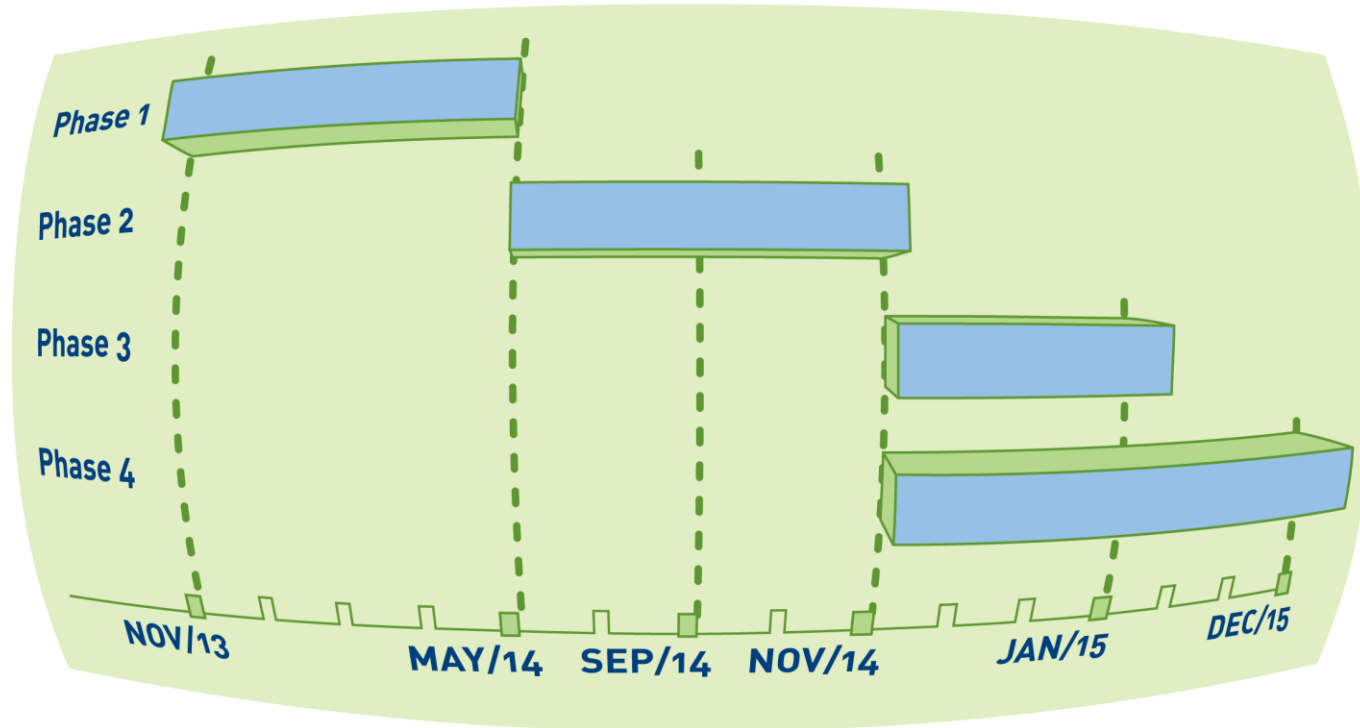 Phase 1
Phase 2
Phase 3
Phase 4
NOV/13
MAY/14
SEP/14
NOV/14
JAN/15
DEC/15